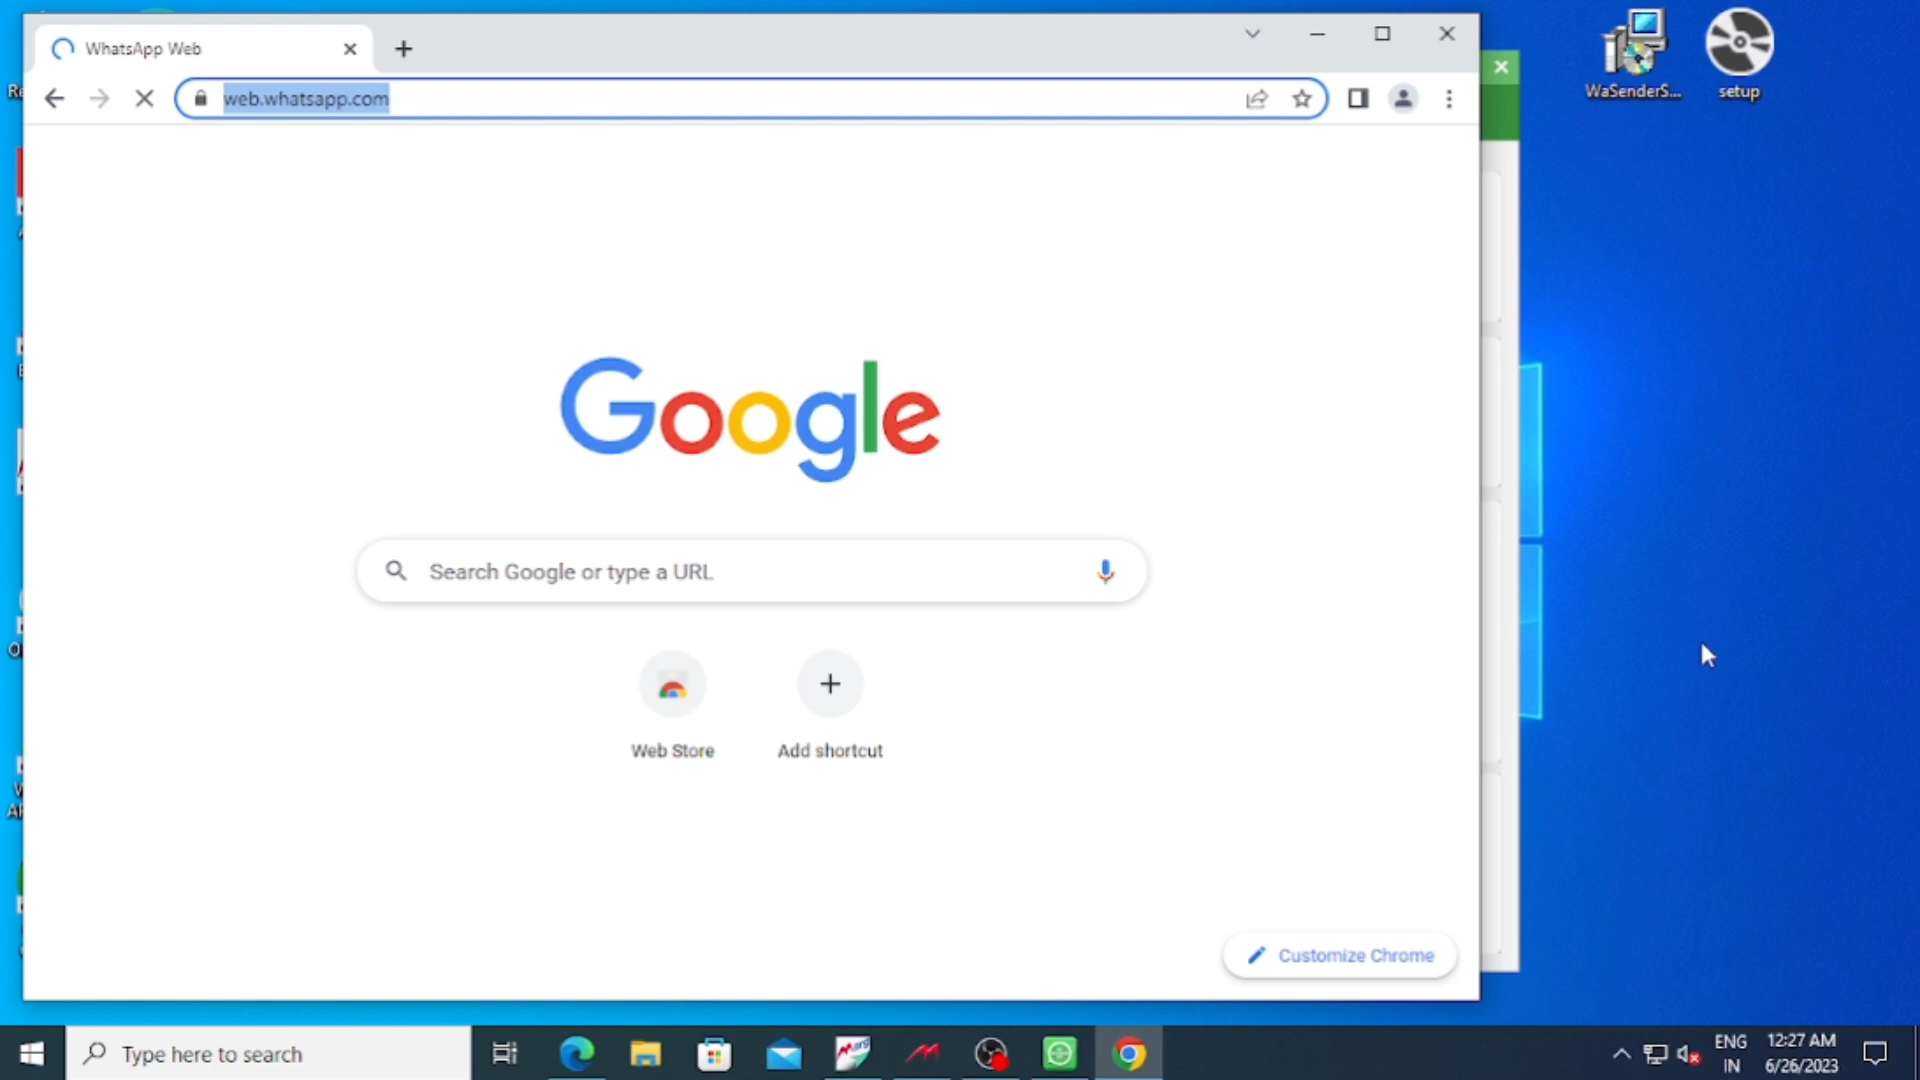 WhatsApp Web
web.whatsapp.com
WaSenderS...
setup
Google
Search Google or type a URL
Web Store
Add shortcut
Customize Chrome
Type here to search
ENG
IN
12:27 AM
6/26/2023